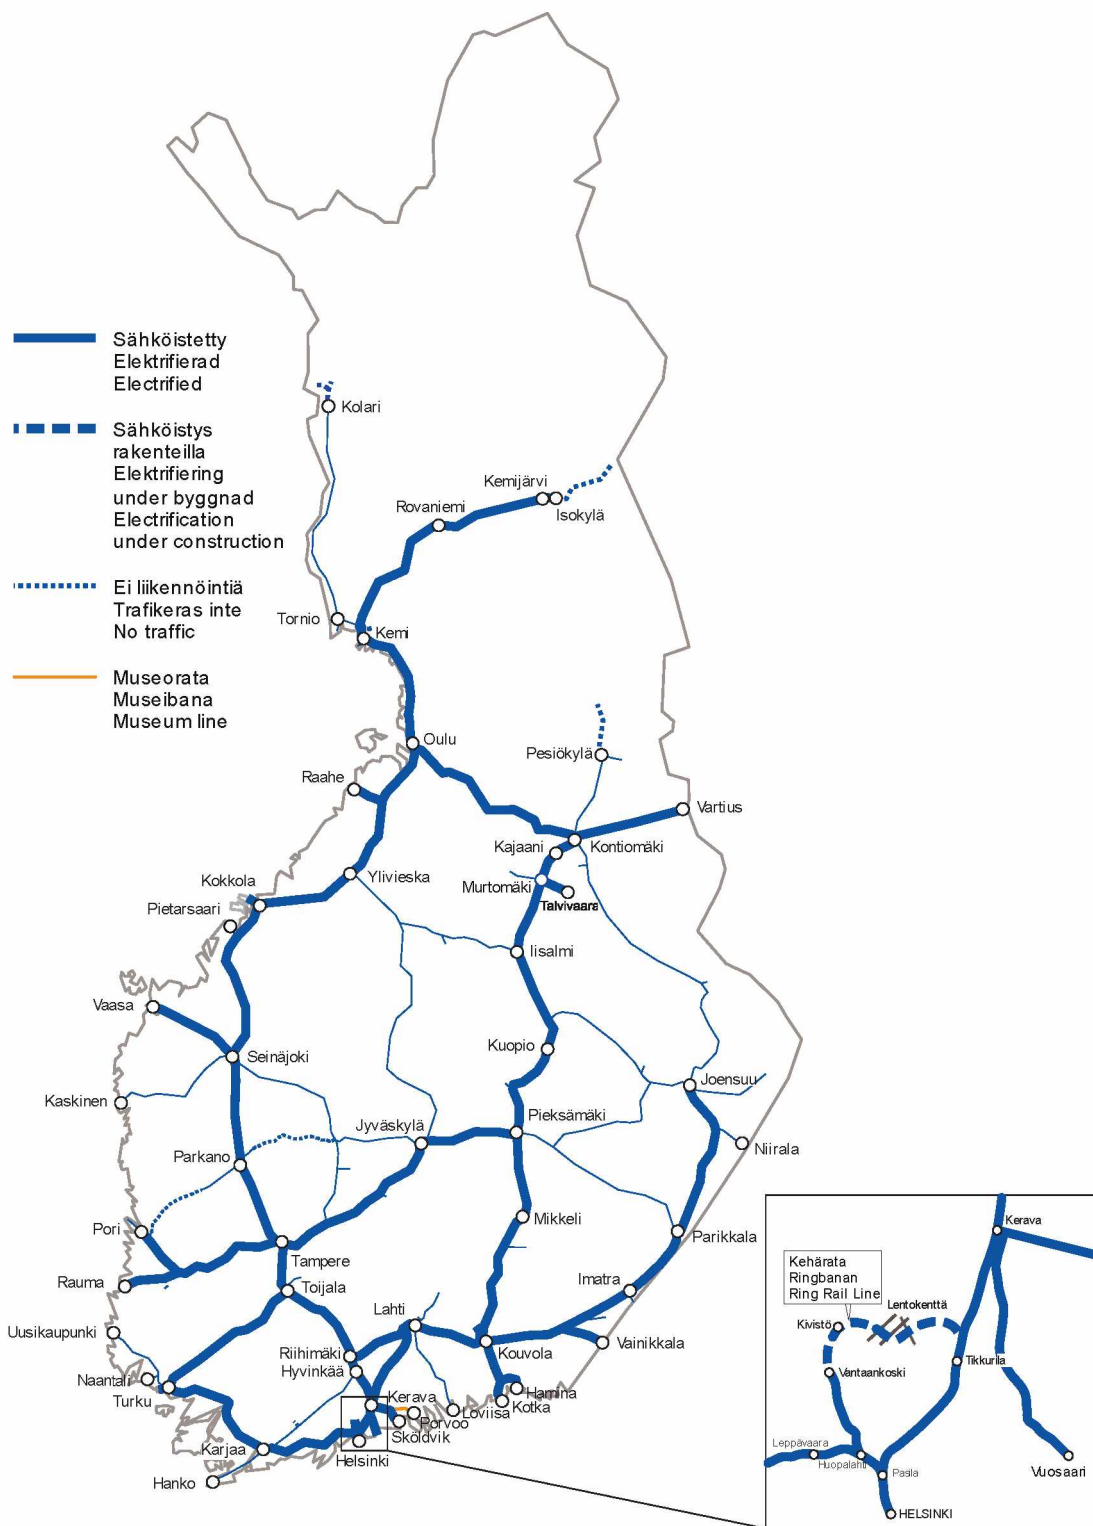 Sähköistetty
Elektrifierad
Electrified
Sähköistys
rakenteilla
Elektrifiering
under byggnad
Electrification
under construction
Ei liikennöintiä
Trafikeras inte
No traffic
Museorata
Museibana
Museum line
Kolari
Kemijärvi
Isokylä
Rovaniemi
Tornio
Kemi
Oulu
Pesiökylä
Raahe
Vartius
Kajaani
Kontiomäki
Ylivieska
Murtomäki
Talvivaara
Kokkola
Pietarsaari
Iisalmi
Vaasa
Kuopio
Seinäjoki
Joensuu
Kaskinen
Jyväskylä
Pieksämäki
Niirala
Parkano
Mikkeli
Pori
Parikkala
Tampere
Rauma
Toijala
Imatra
Lahti
Uusikaupunki
Vainikkala
Kouvola
Riihimäki
Hyvinkää
Naantali
Turku
Kerava
Hamina
Kotka
Loviisa
Porvoo
Sköldvik
Karjaa
Helsinki
Hanko
Kerava
Kehärata
Ringbanan
Ring Rail Line
Lentokenttä
Kivistö
Tikkurila
Vantaankoski
Leppävaara
Huopalahti
Pasila
Vuosaari
HELSINKI